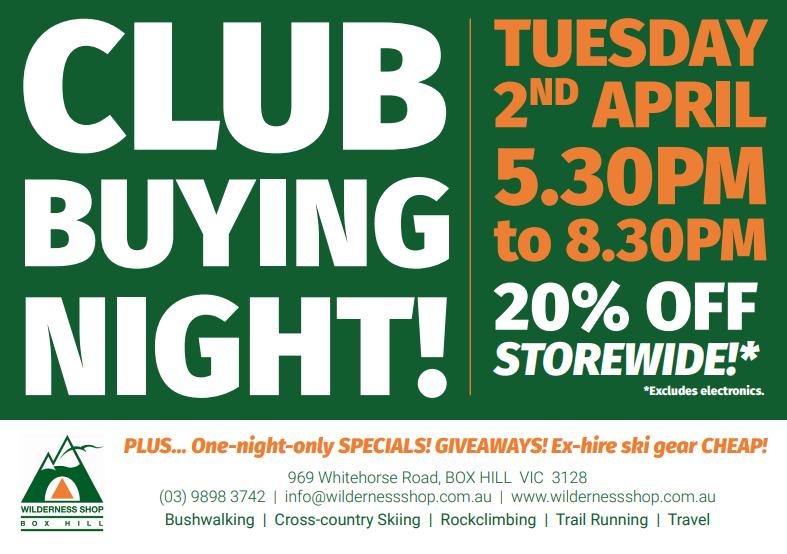 CLUB
BUYING
NIGHT!
TUESDAY
2ND APRIL
5.30PM
to 8.30PM
20% OFF
STOREWIDE!*
*Excludes electronics.
PLUS... One-night-only SPECIALS! GIVEAWAYS! Ex-hire ski gear CHEAP!
WILDERNESS SHOP
BOX HILL
969 Whitehorse Road, BOX HILL VIC 3128
(03) 9898 3742 | info@wildernessshop.com.au | www.wildernessshop.com.au
Bushwalking | Cross-country Skiing | Rockclimbing | Trail Running | Travel